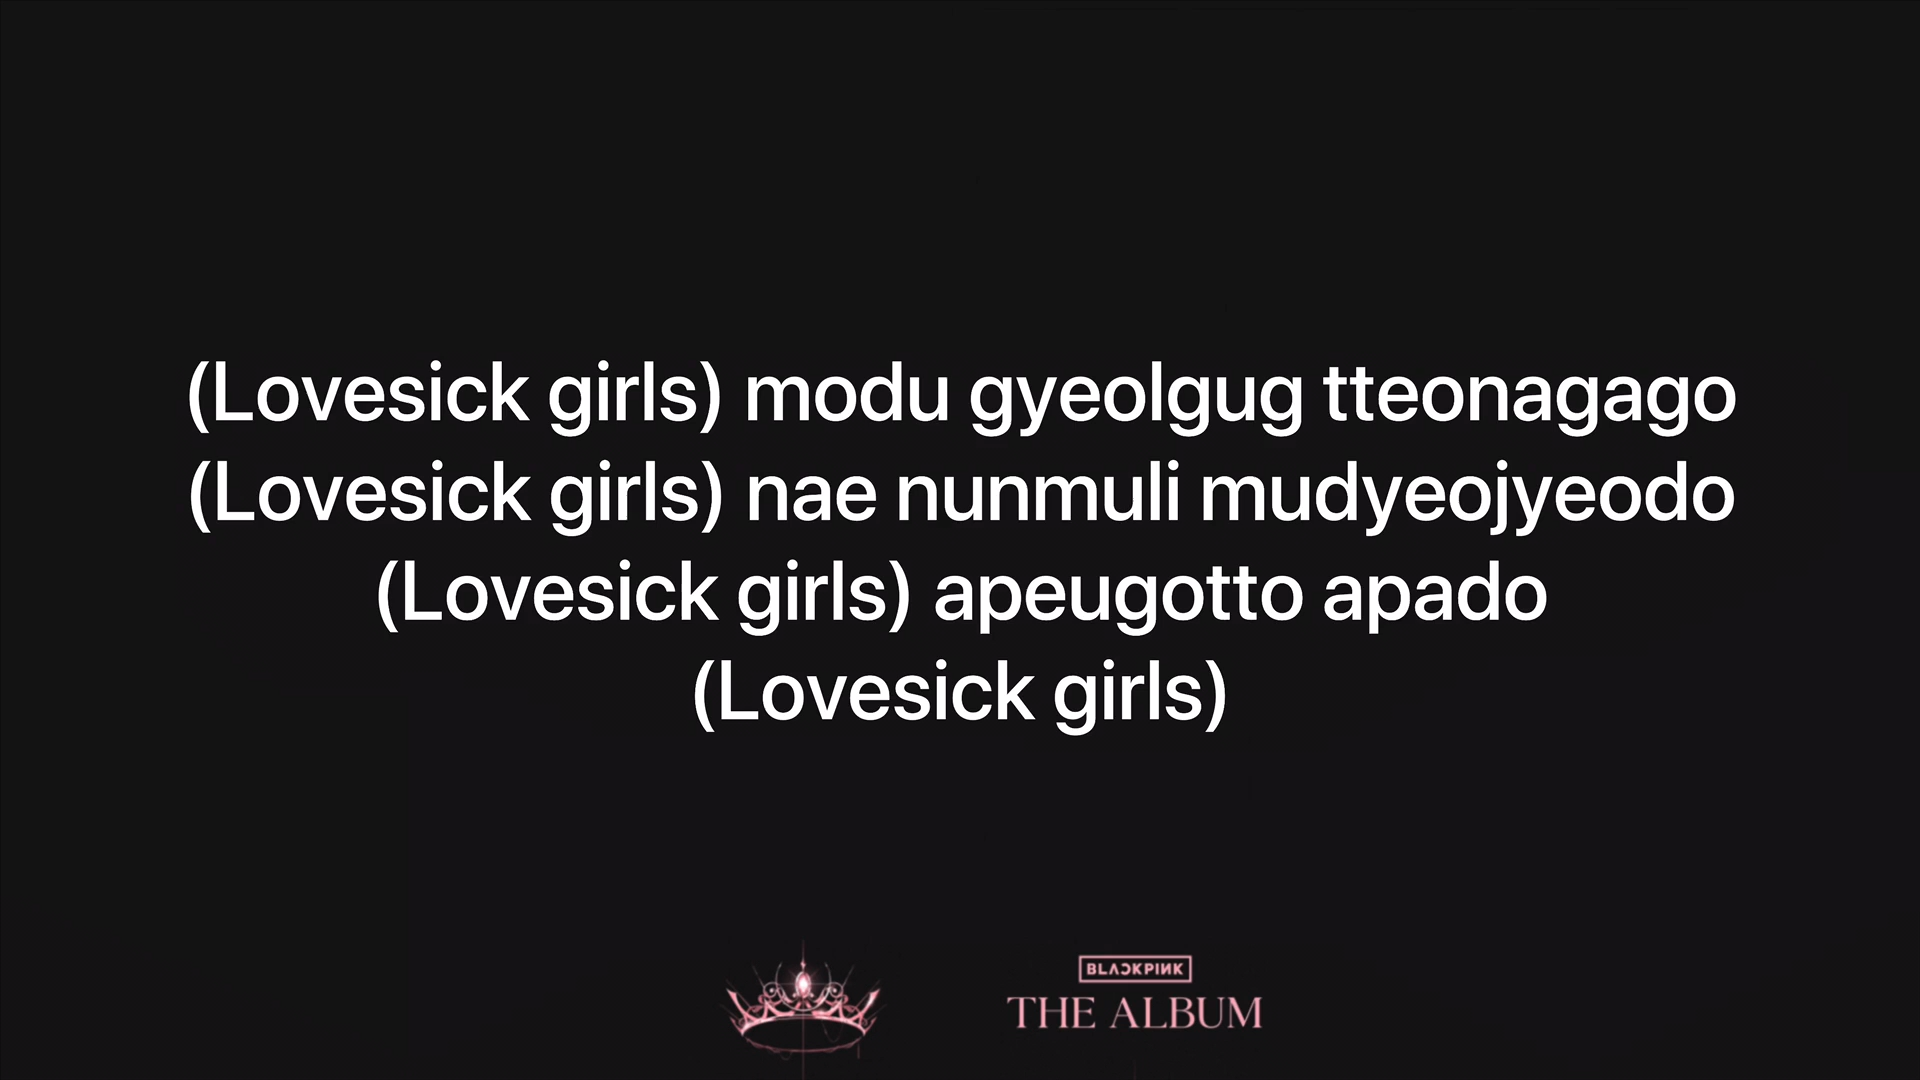 (Lovesick girls) modu gyeolgug tteonagago
(Lovesick girls) nae nunmuli mudyeojyeodo
(Lovesick girls) apeugotto apado
(Lovesick girls)
BLACKPINK
THE ALBUM